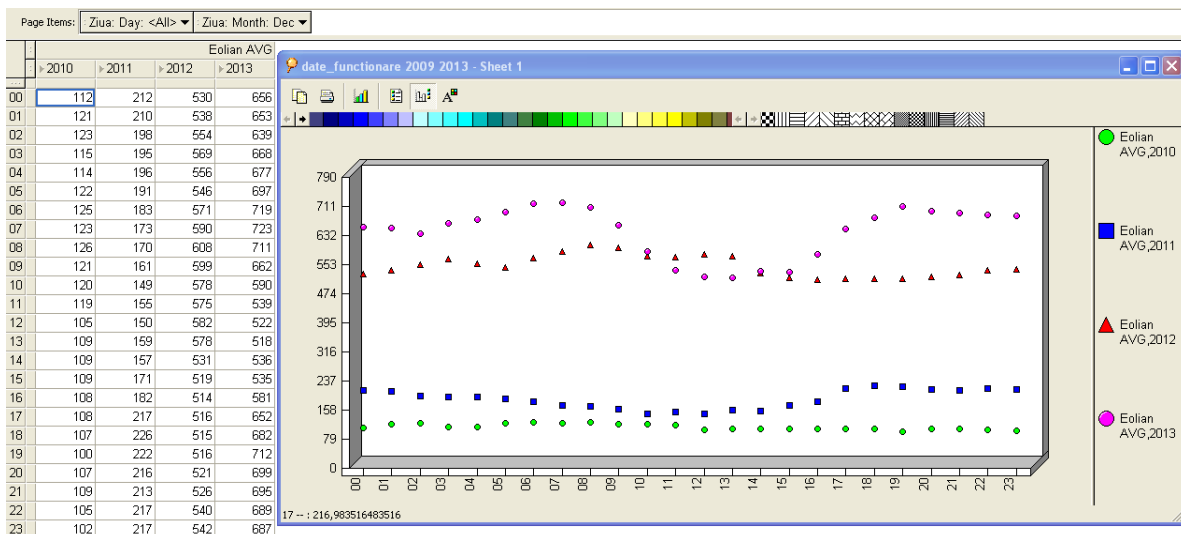 Page Items: Ziua: Day: <All> Ziua: Month: Dec
Eolian AVG
2010 2011 2012 2013
00 112 212 530 656
01 121 210 538 653
02 123 198 554 639
03 115 195 569 668
04 114 196 556 677
05 122 191 546 697
06 125 183 571 719
07 123 173 590 723
08 126 170 608 711
09 121 161 599 662
10 120 149 578 590
11 119 155 575 539
12 105 150 582 522
13 109 159 578 518
14 109 157 531 536
15 109 171 519 535
16 108 182 514 581
17 108 217 516 652
18 107 226 515 682
19 100 222 516 712
20 107 216 521 699
21 109 213 526 695
22 105 217 540 689
23 102 217 542 687
date_functionare 2009 2013 - Sheet 1
790
711
632
553
474
395
316
237
158
79
0
00 01 02 03 04 05 06 07 08 09 10 11 12 13 14 15 16 17 18 19 20 21 22 23
Eolian
AVG,2010
Eolian
AVG,2011
Eolian
AVG,2012
Eolian
AVG,2013
17 -- : 216,983516483516